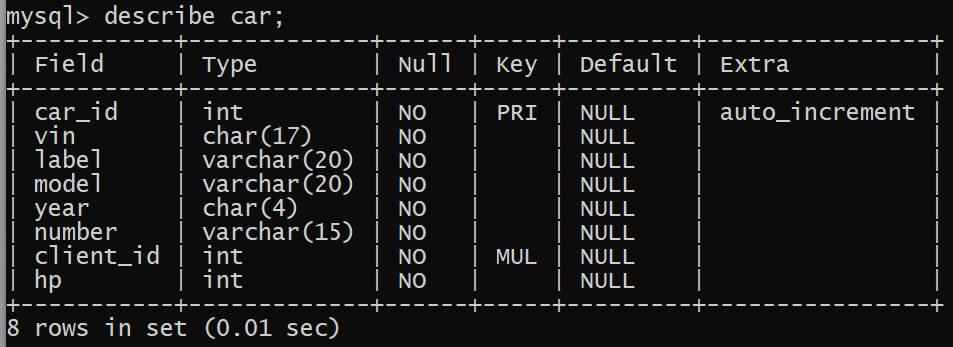 mysql> describe car;
+-----------+-------------+------+-----+---------+----------------+
| Field     | Type        | Null | Key | Default | Extra          |
+-----------+-------------+------+-----+---------+----------------+
| car_id    | int         | NO   | PRI | NULL    | auto_increment |
| vin       | char(17)    | NO   |     | NULL    |                |
| label     | varchar(20) | NO   |     | NULL    |                |
| model     | varchar(20) | NO   |     | NULL    |                |
| year      | char(4)     | NO   |     | NULL    |                |
| number    | varchar(15) | NO   |     | NULL    |                |
| client_id | int         | NO   | MUL | NULL    |                |
| hp        | int         | NO   |     | NULL    |                |
+-----------+-------------+------+-----+---------+----------------+
8 rows in set (0.01 sec)